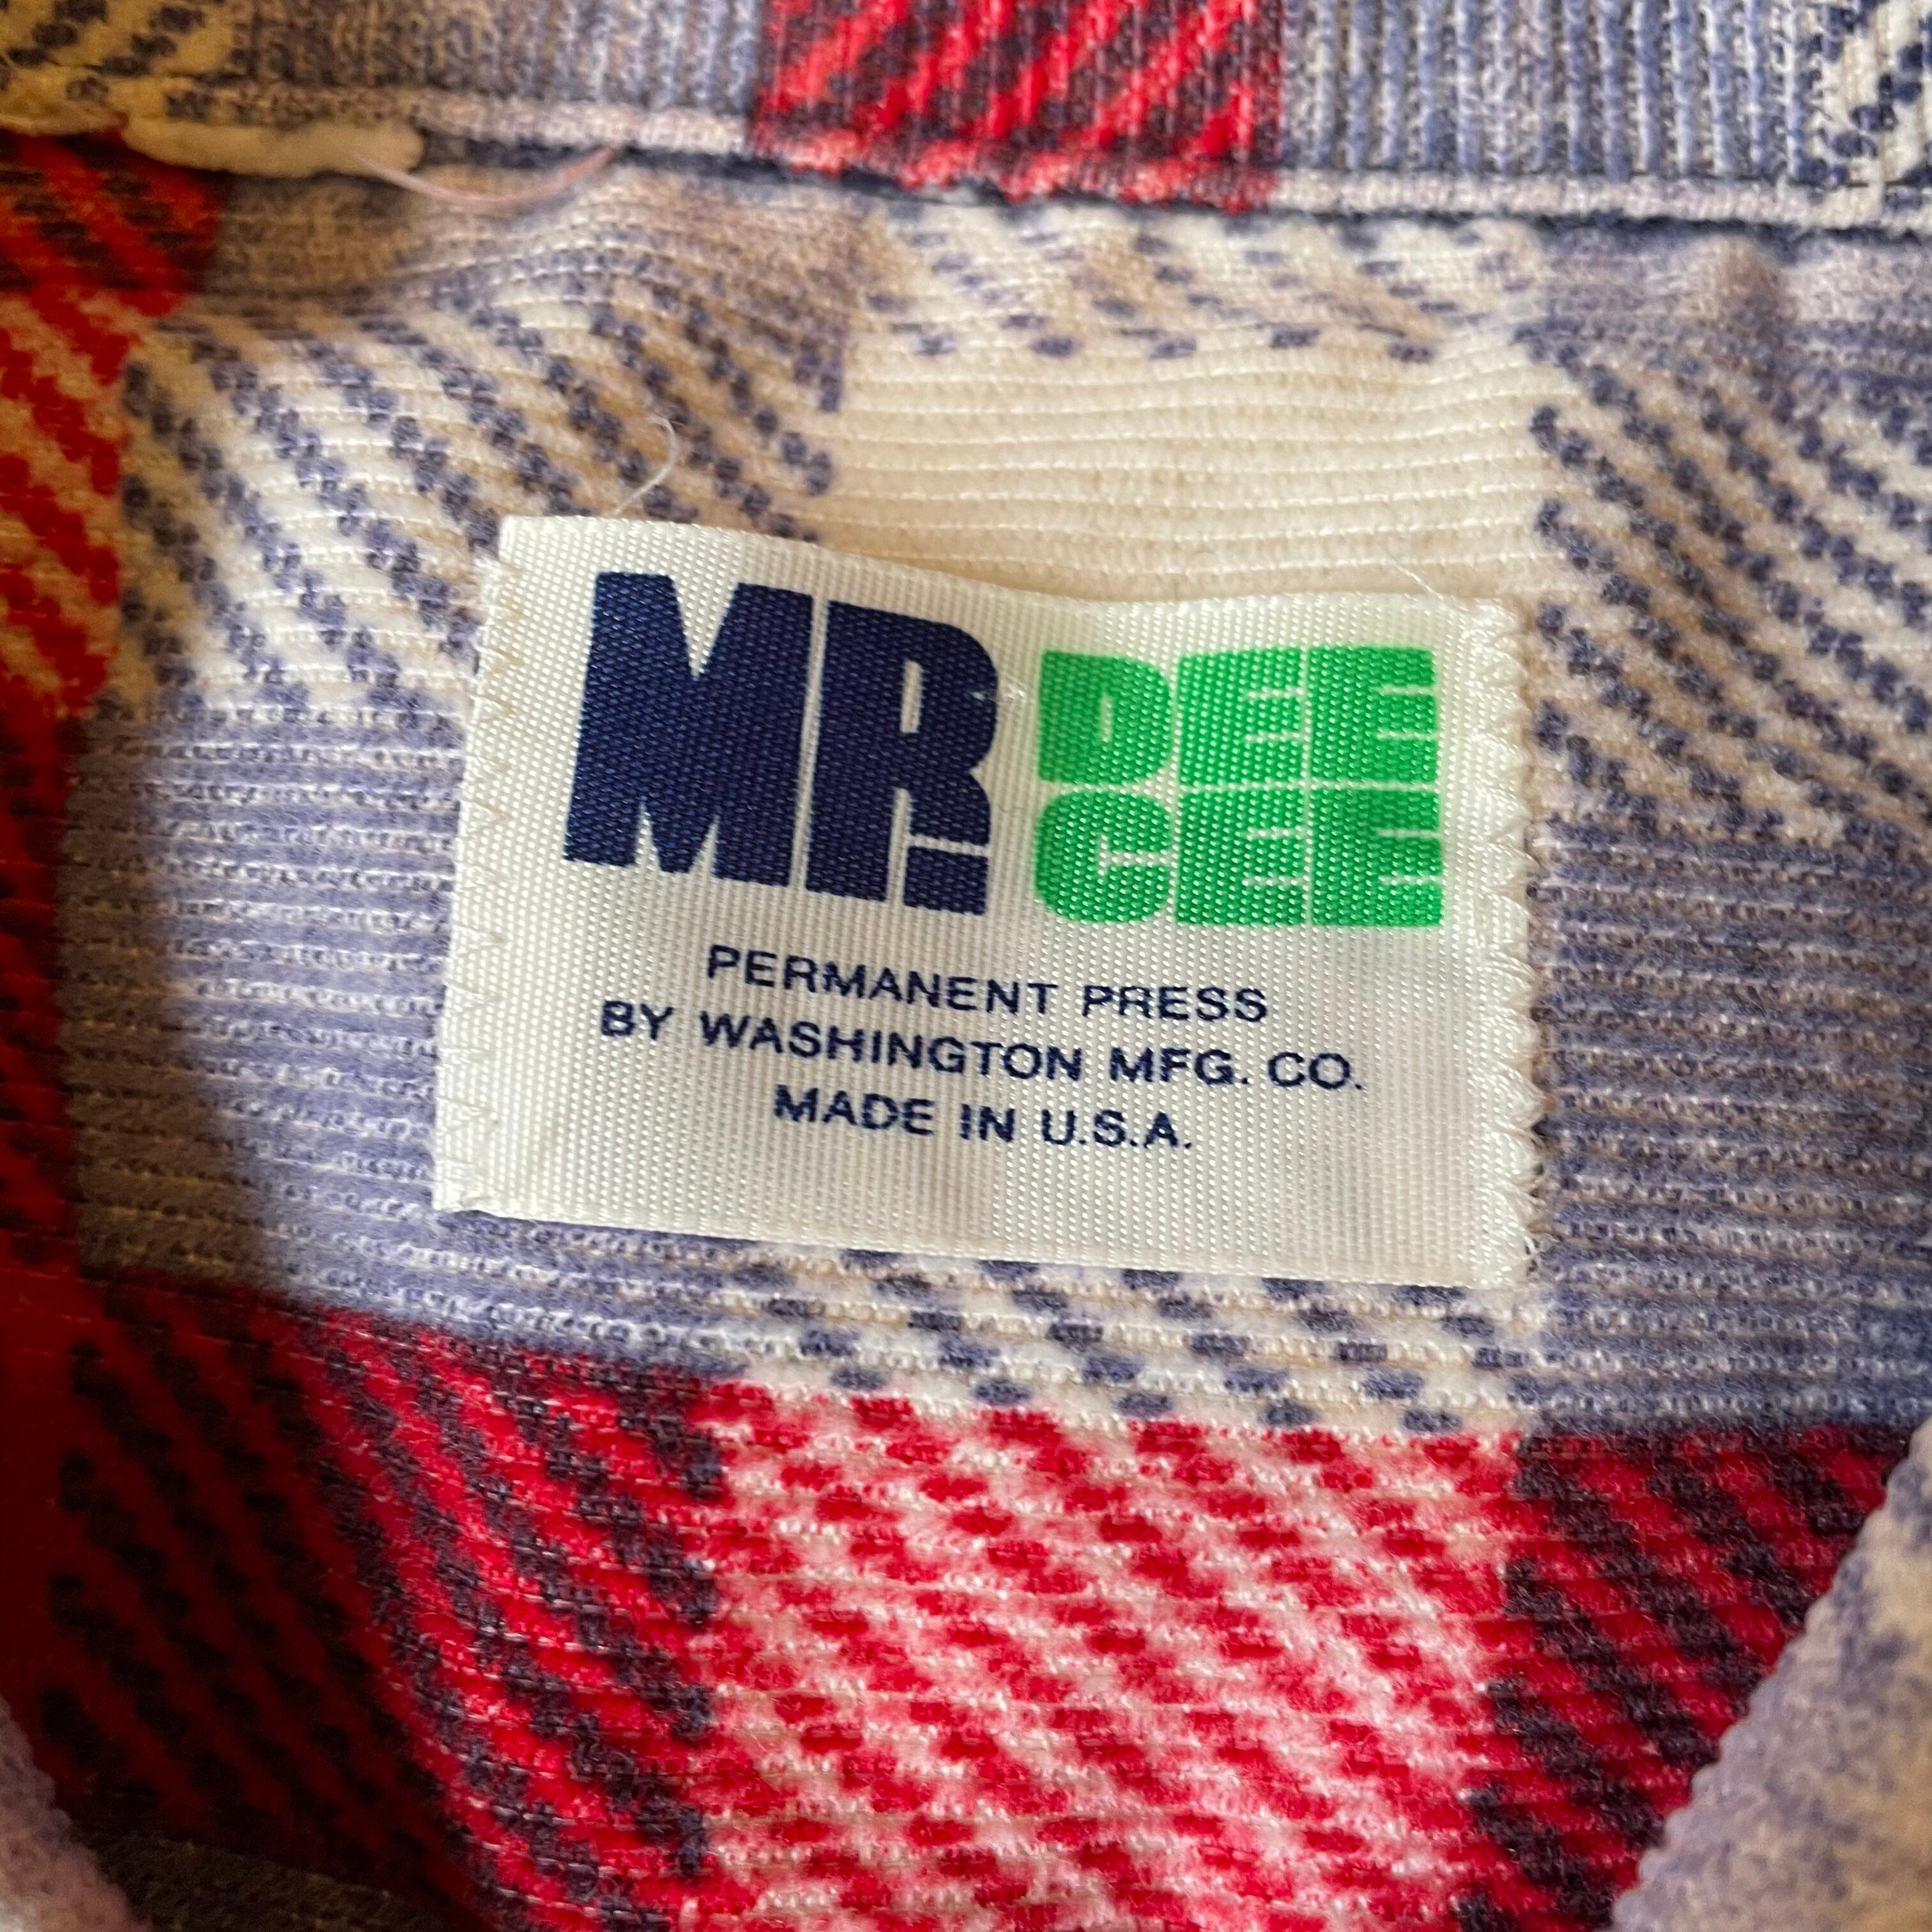 MR. DEE
CEE
PERMANENT PRESS
BY WASHINGTON MFG. CO.
MADE IN U.S.A.